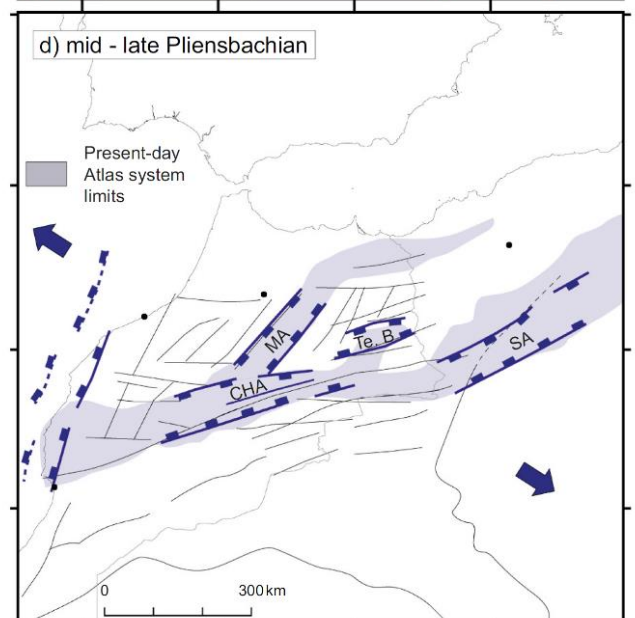 d) mid - late Pliensbachian
Present-day
Atlas system
limits
MA
Te. B.
SA
CHA
0 300 km